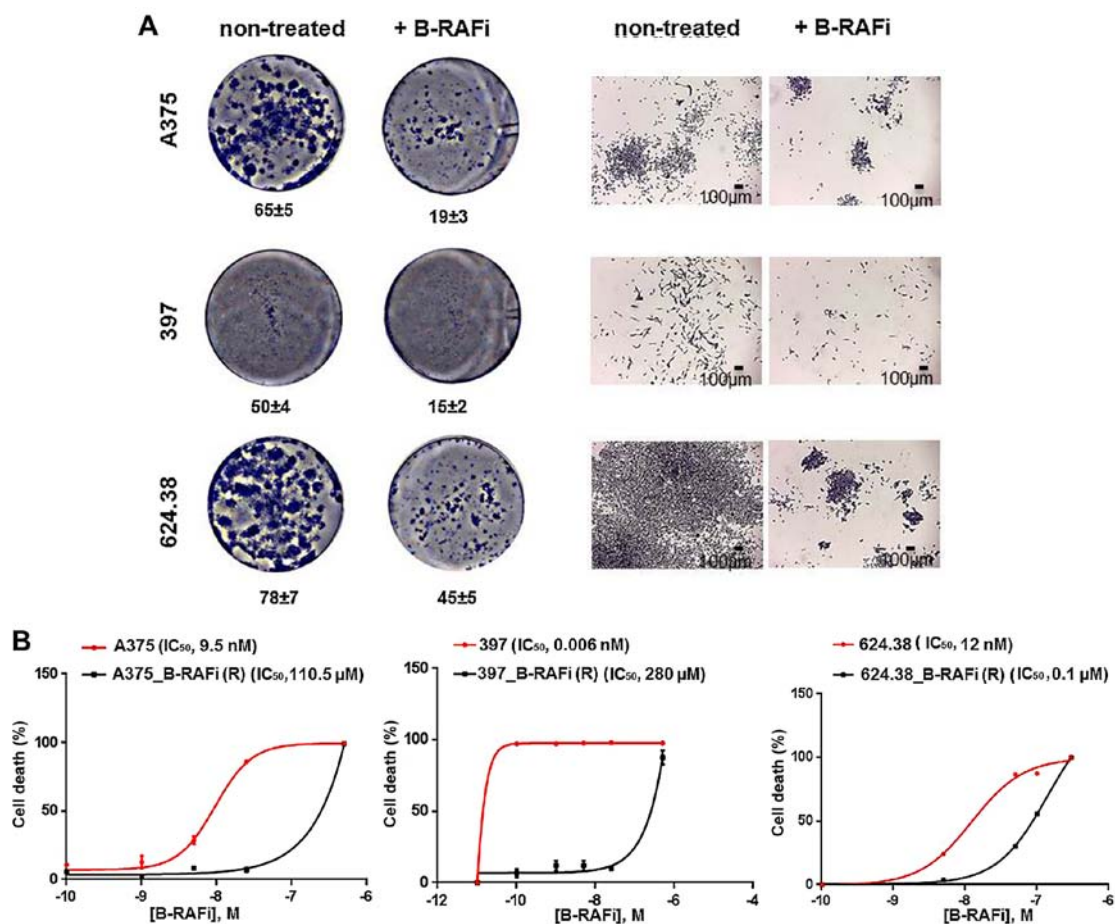 A
non-treated + B-RAFi non-treated + B-RAFi
A375
65±5 19±3
100µm 100µm
397
50±4 15±2
100µm 100µm
624.38
78±7 45±5
100µm 100µm
B
A375 (IC50, 9.5 nM)
A375_B-RAFi (R) (IC50, 110.5 µM)
Cell death (%)
150
100
50
0
-10 -9 -8 -7 -6
[B-RAFi], M
397 (IC50, 0.006 nM)
397_B-RAFi (R) (IC50, 280 µM)
Cell death (%)
150
100
50
0
-12 -10 -8 -6 -4
[B-RAFi], M
624.38 (IC50, 12 nM)
624.38_B-RAFi (R) (IC50, 0.1 µM)
Cell death (%)
150
100
50
0
-10 -9 -8 -7 -6
[B-RAFi], M